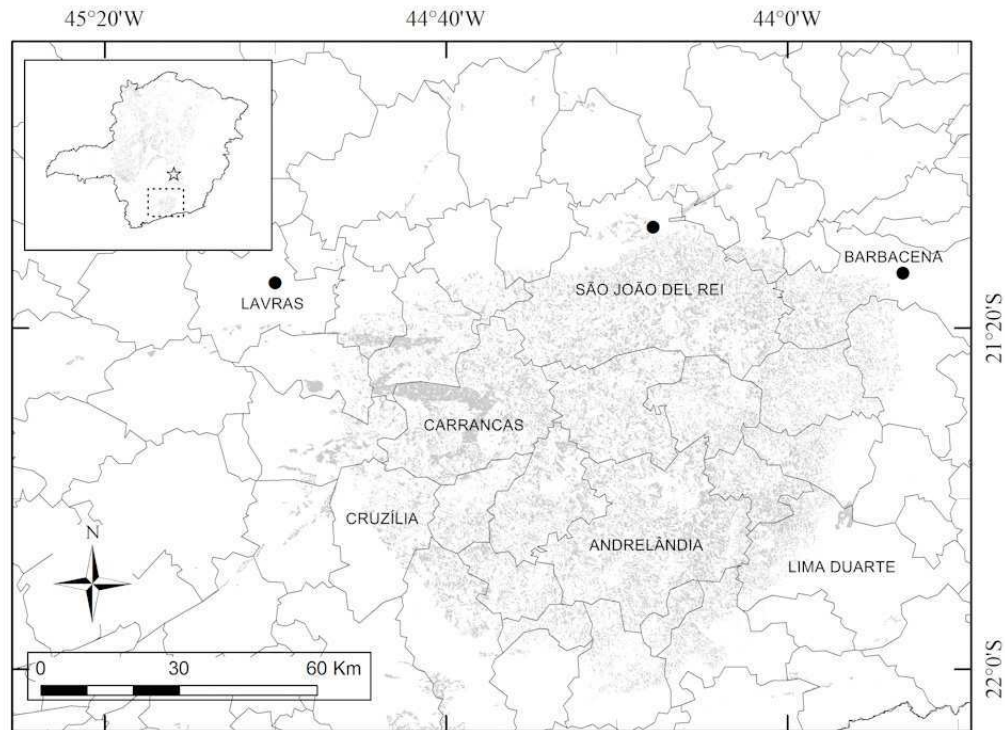 45°20'W 44°40'W 44°0'W
BARBACENA
SÃO JOÃO DEL REI
LAVRAS
21°20'S
CARRANCAS
CRUZÍLIA
N
ANDRELÂNDIA
LIMA DUARTE
0 30 60 Km
22°0'S